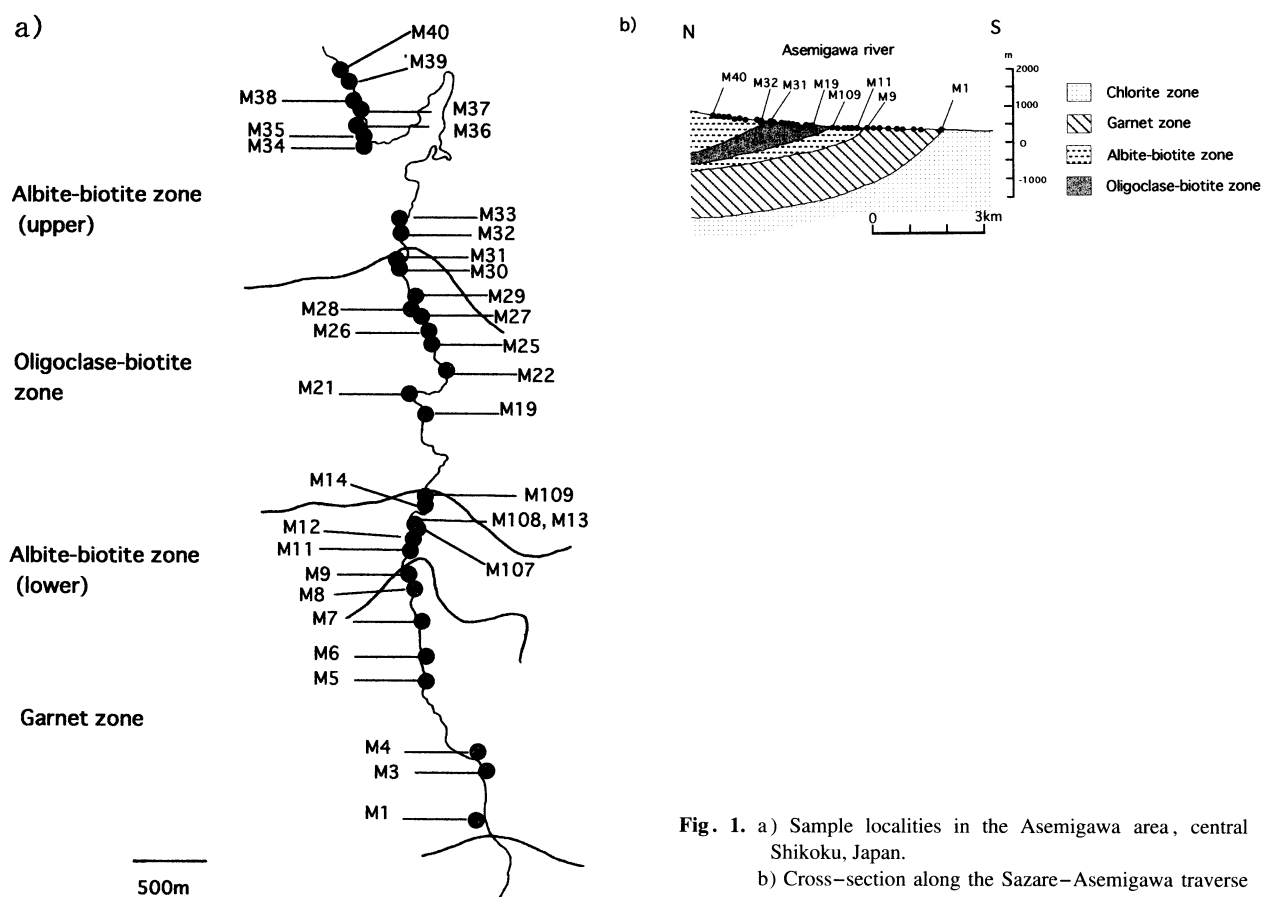 a)
M40
M39
M38
M37
M36
M35
M34
Albite-biotite zone
(upper)
M33
M32
M31
M30
M29
M28
M27
M26
M25
Oligoclase-biotite
zone
M22
M21
M19
M14
M109
M108, M13
M12
M11
M107
Albite-biotite zone
(lower)
M9
M8
M7
M6
M5
Garnet zone
M4
M3
M1
500m
b)
N
S
Asemigawa river
m
M40
M32
M31
M19
M109
M11
M9
M1
2000
1000
0
-1000
0
3km
Chlorite zone
Garnet zone
Albite-biotite zone
Oligoclase-biotite zone
Fig. 1. a) Sample localities in the Asemigawa area, central
Shikoku, Japan.
b) Cross-section along the Sazare-Asemigawa traverse